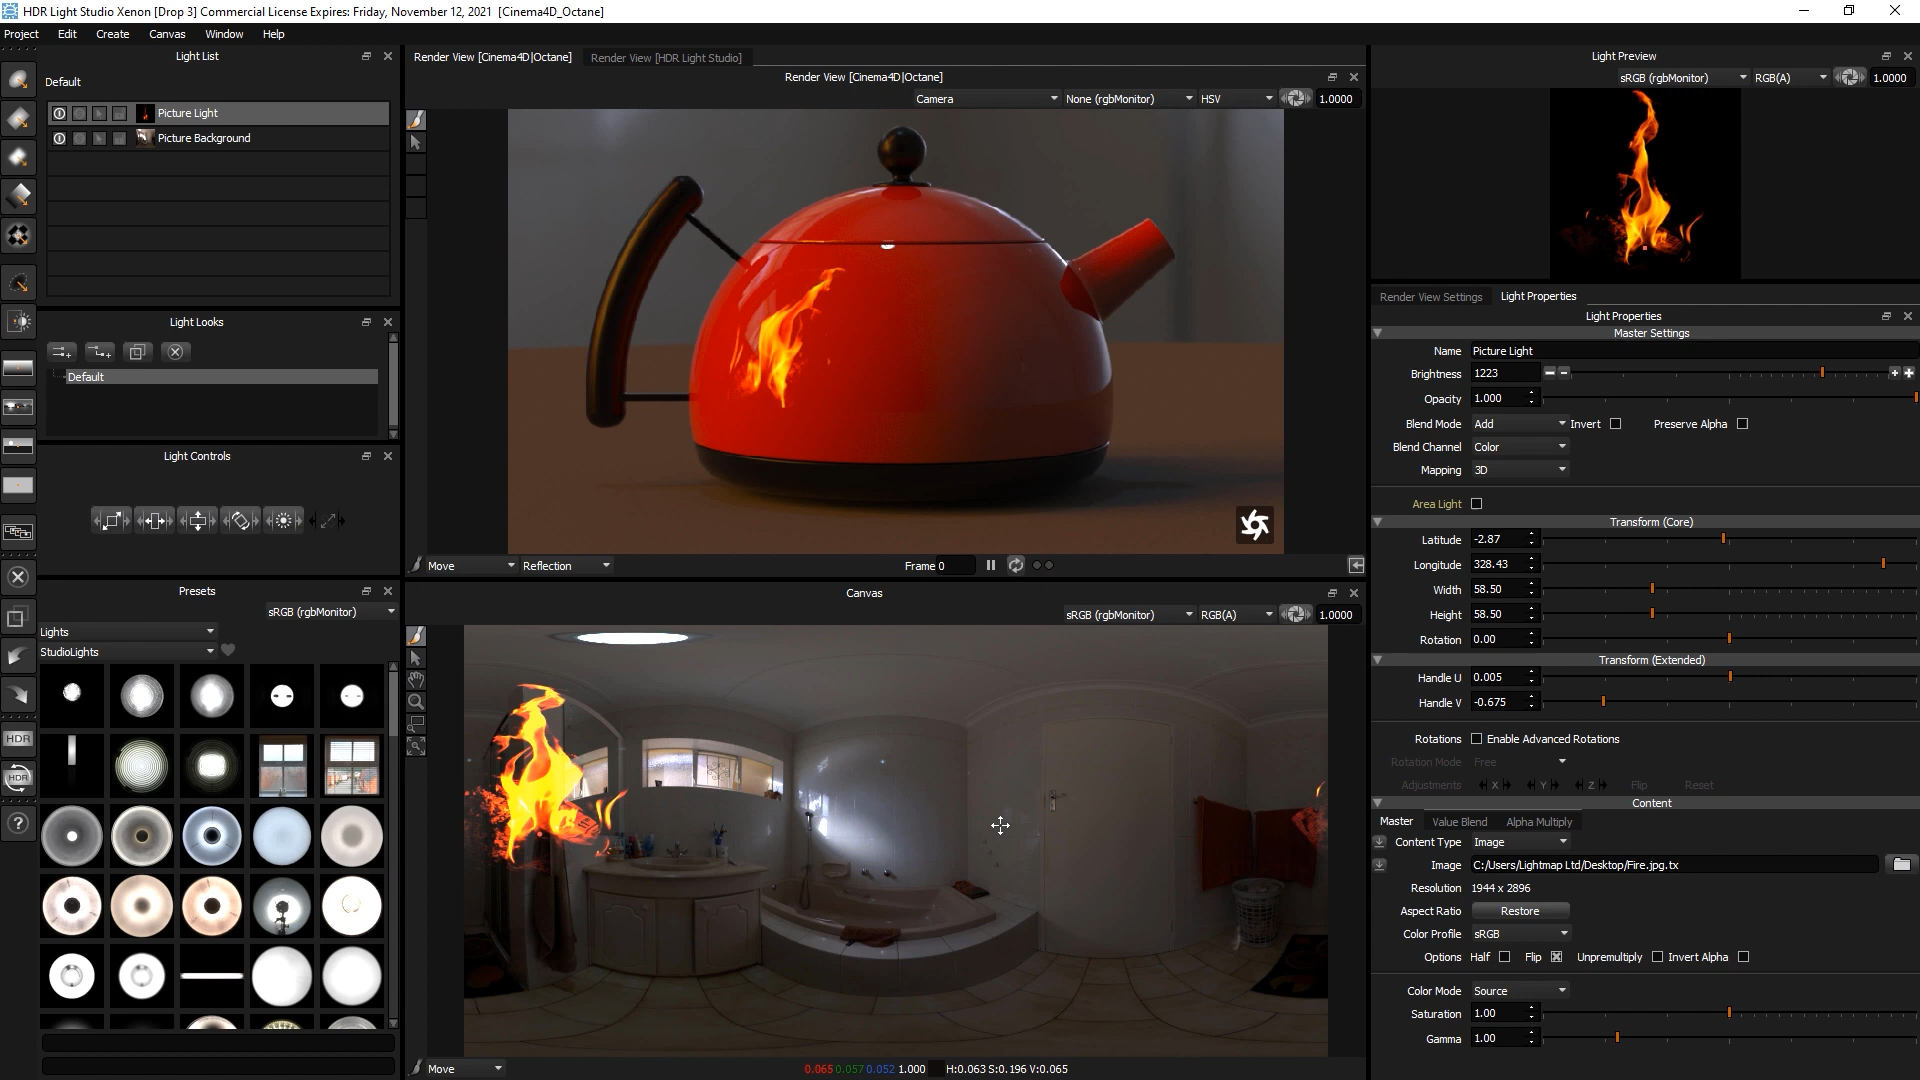 HDR Light Studio Xenon [Drop 3] Commercial License Expires: Friday, November 12, 2021 [Cinema4D_Octane]
Project Edit Create Canvas Window Help
Light List
Default
Picture Light
Picture Background
Light Looks
Default
Light Controls
Presets
sRGB (rgbMonitor)
Lights
StudioLights
HDR
HDR
?
Render View [Cinema4D|Octane] Render View [HDR Light Studio]
Render View [Cinema4D|Octane]
Camera None (rgbMonitor) HSV 1.0000
Move Reflection Frame 0
Canvas
sRGB (rgbMonitor) RGB(A) 1.0000
Move 0.065 0.057 0.052 1.000 H:0.063 S:0.196 V:0.065
Light Preview
sRGB (rgbMonitor) RGB(A) 1.0000
Render View Settings Light Properties
Light Properties
Master Settings
Name Picture Light
Brightness 1223
Opacity 1.000
Blend Mode Add Invert Preserve Alpha
Blend Channel Color
Mapping 3D
Area Light
Transform (Core)
Latitude -2.87
Longitude 328.43
Width 58.50
Height 58.50
Rotation 0.00
Transform (Extended)
Handle U 0.005
Handle V -0.675
Rotations Enable Advanced Rotations
Rotation Mode Free
Adjustments X Y Z Flip Reset
Content
Master Value Blend Alpha Multiply
Content Type Image
Image C:/Users/Lightmap Ltd/Desktop/Fire.jpg.tx
Resolution 1944 x 2896
Aspect Ratio Restore
Color Profile sRGB
Options Half Flip Unpremultiply Invert Alpha
Color Mode Source
Saturation 1.00
Gamma 1.00